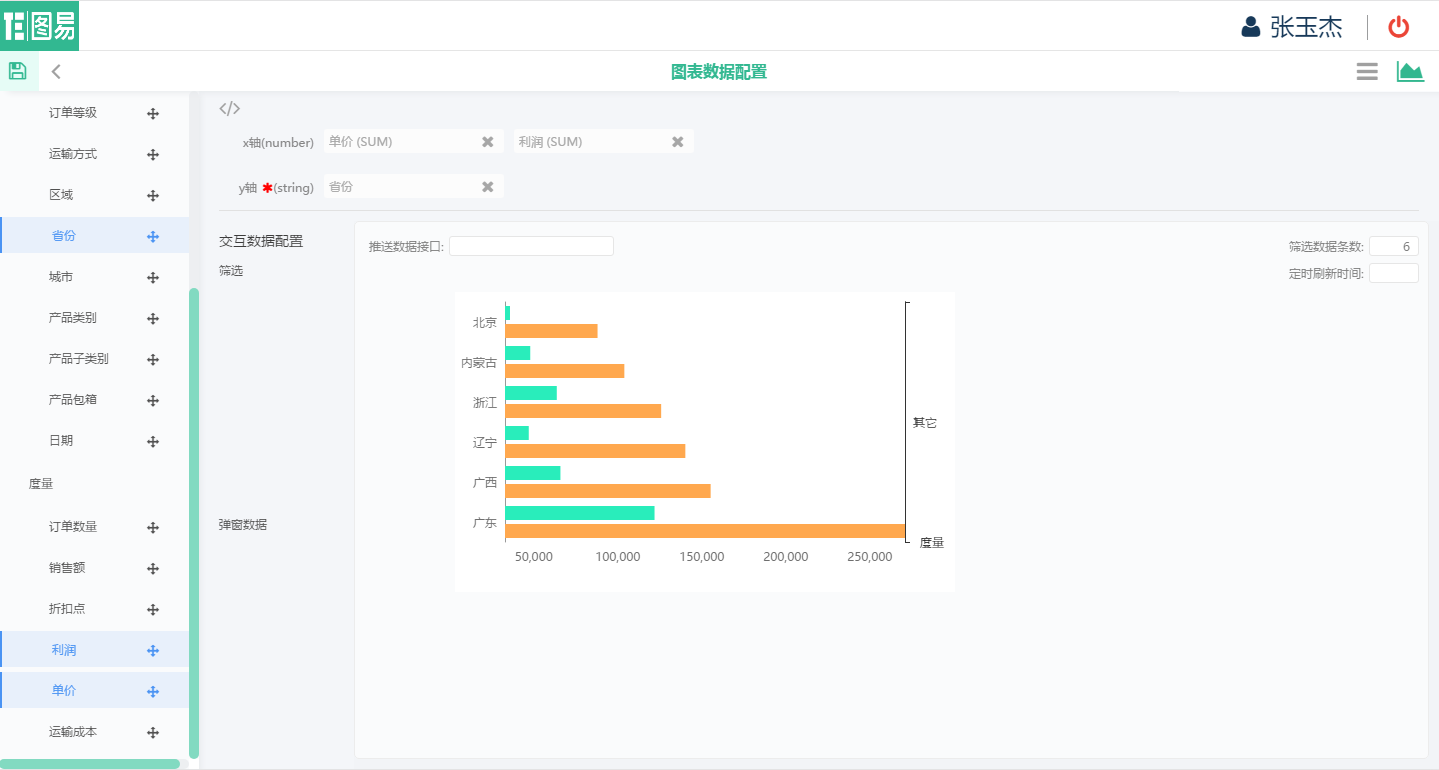 图易
张玉杰
图表数据配置
订单等级
运输方式
区域
省份
城市
产品类别
产品子类别
产品包箱
日期
度量
订单数量
销售额
折扣点
利润
单价
运输成本
</>
x轴(number) 单价 (SUM) 利润 (SUM)
y轴 ✱(string) 省份
交互数据配置
筛选
弹窗数据
推送数据接口:
筛选数据条数: 6
定时刷新时间:
北京
内蒙古
浙江
辽宁
广西
广东
其它
度量
50,000 100,000 150,000 200,000 250,000